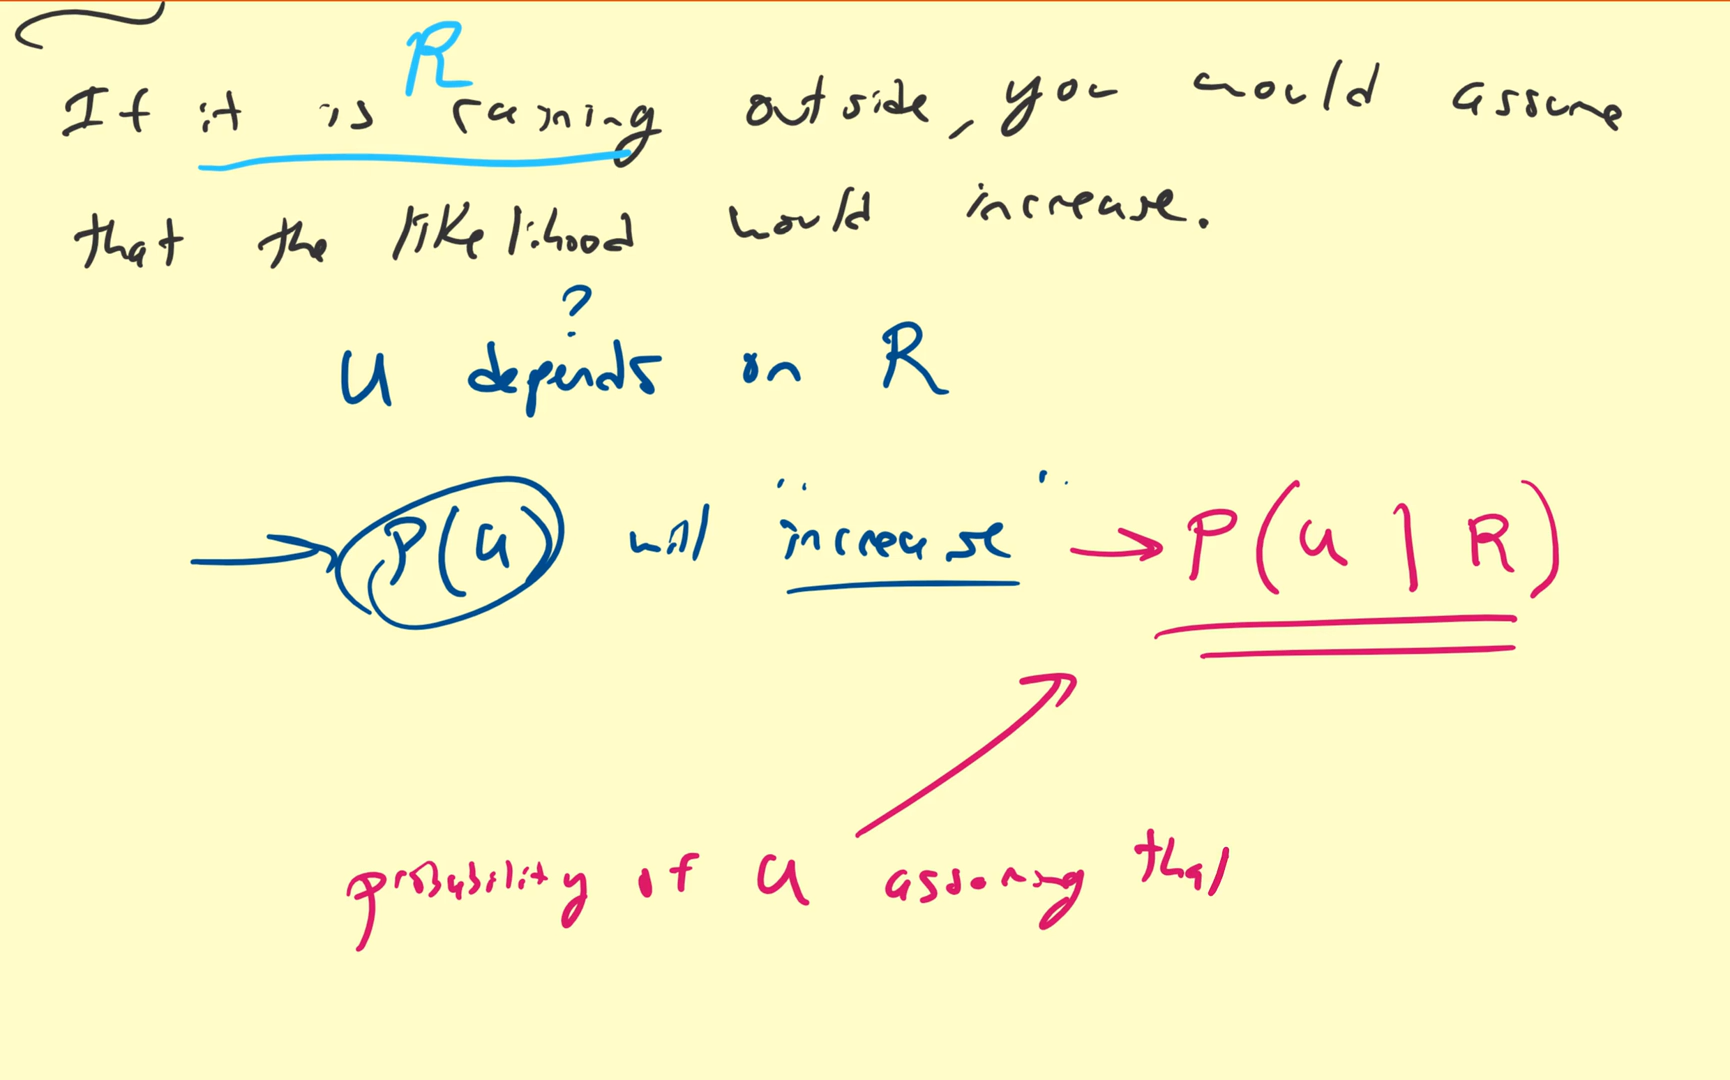 R
If it is raining outside, you would assume
that the likelihood would increase.
?
U depends on R
→ P(U) will "increase" → P(U | R)
probability of U assuming that